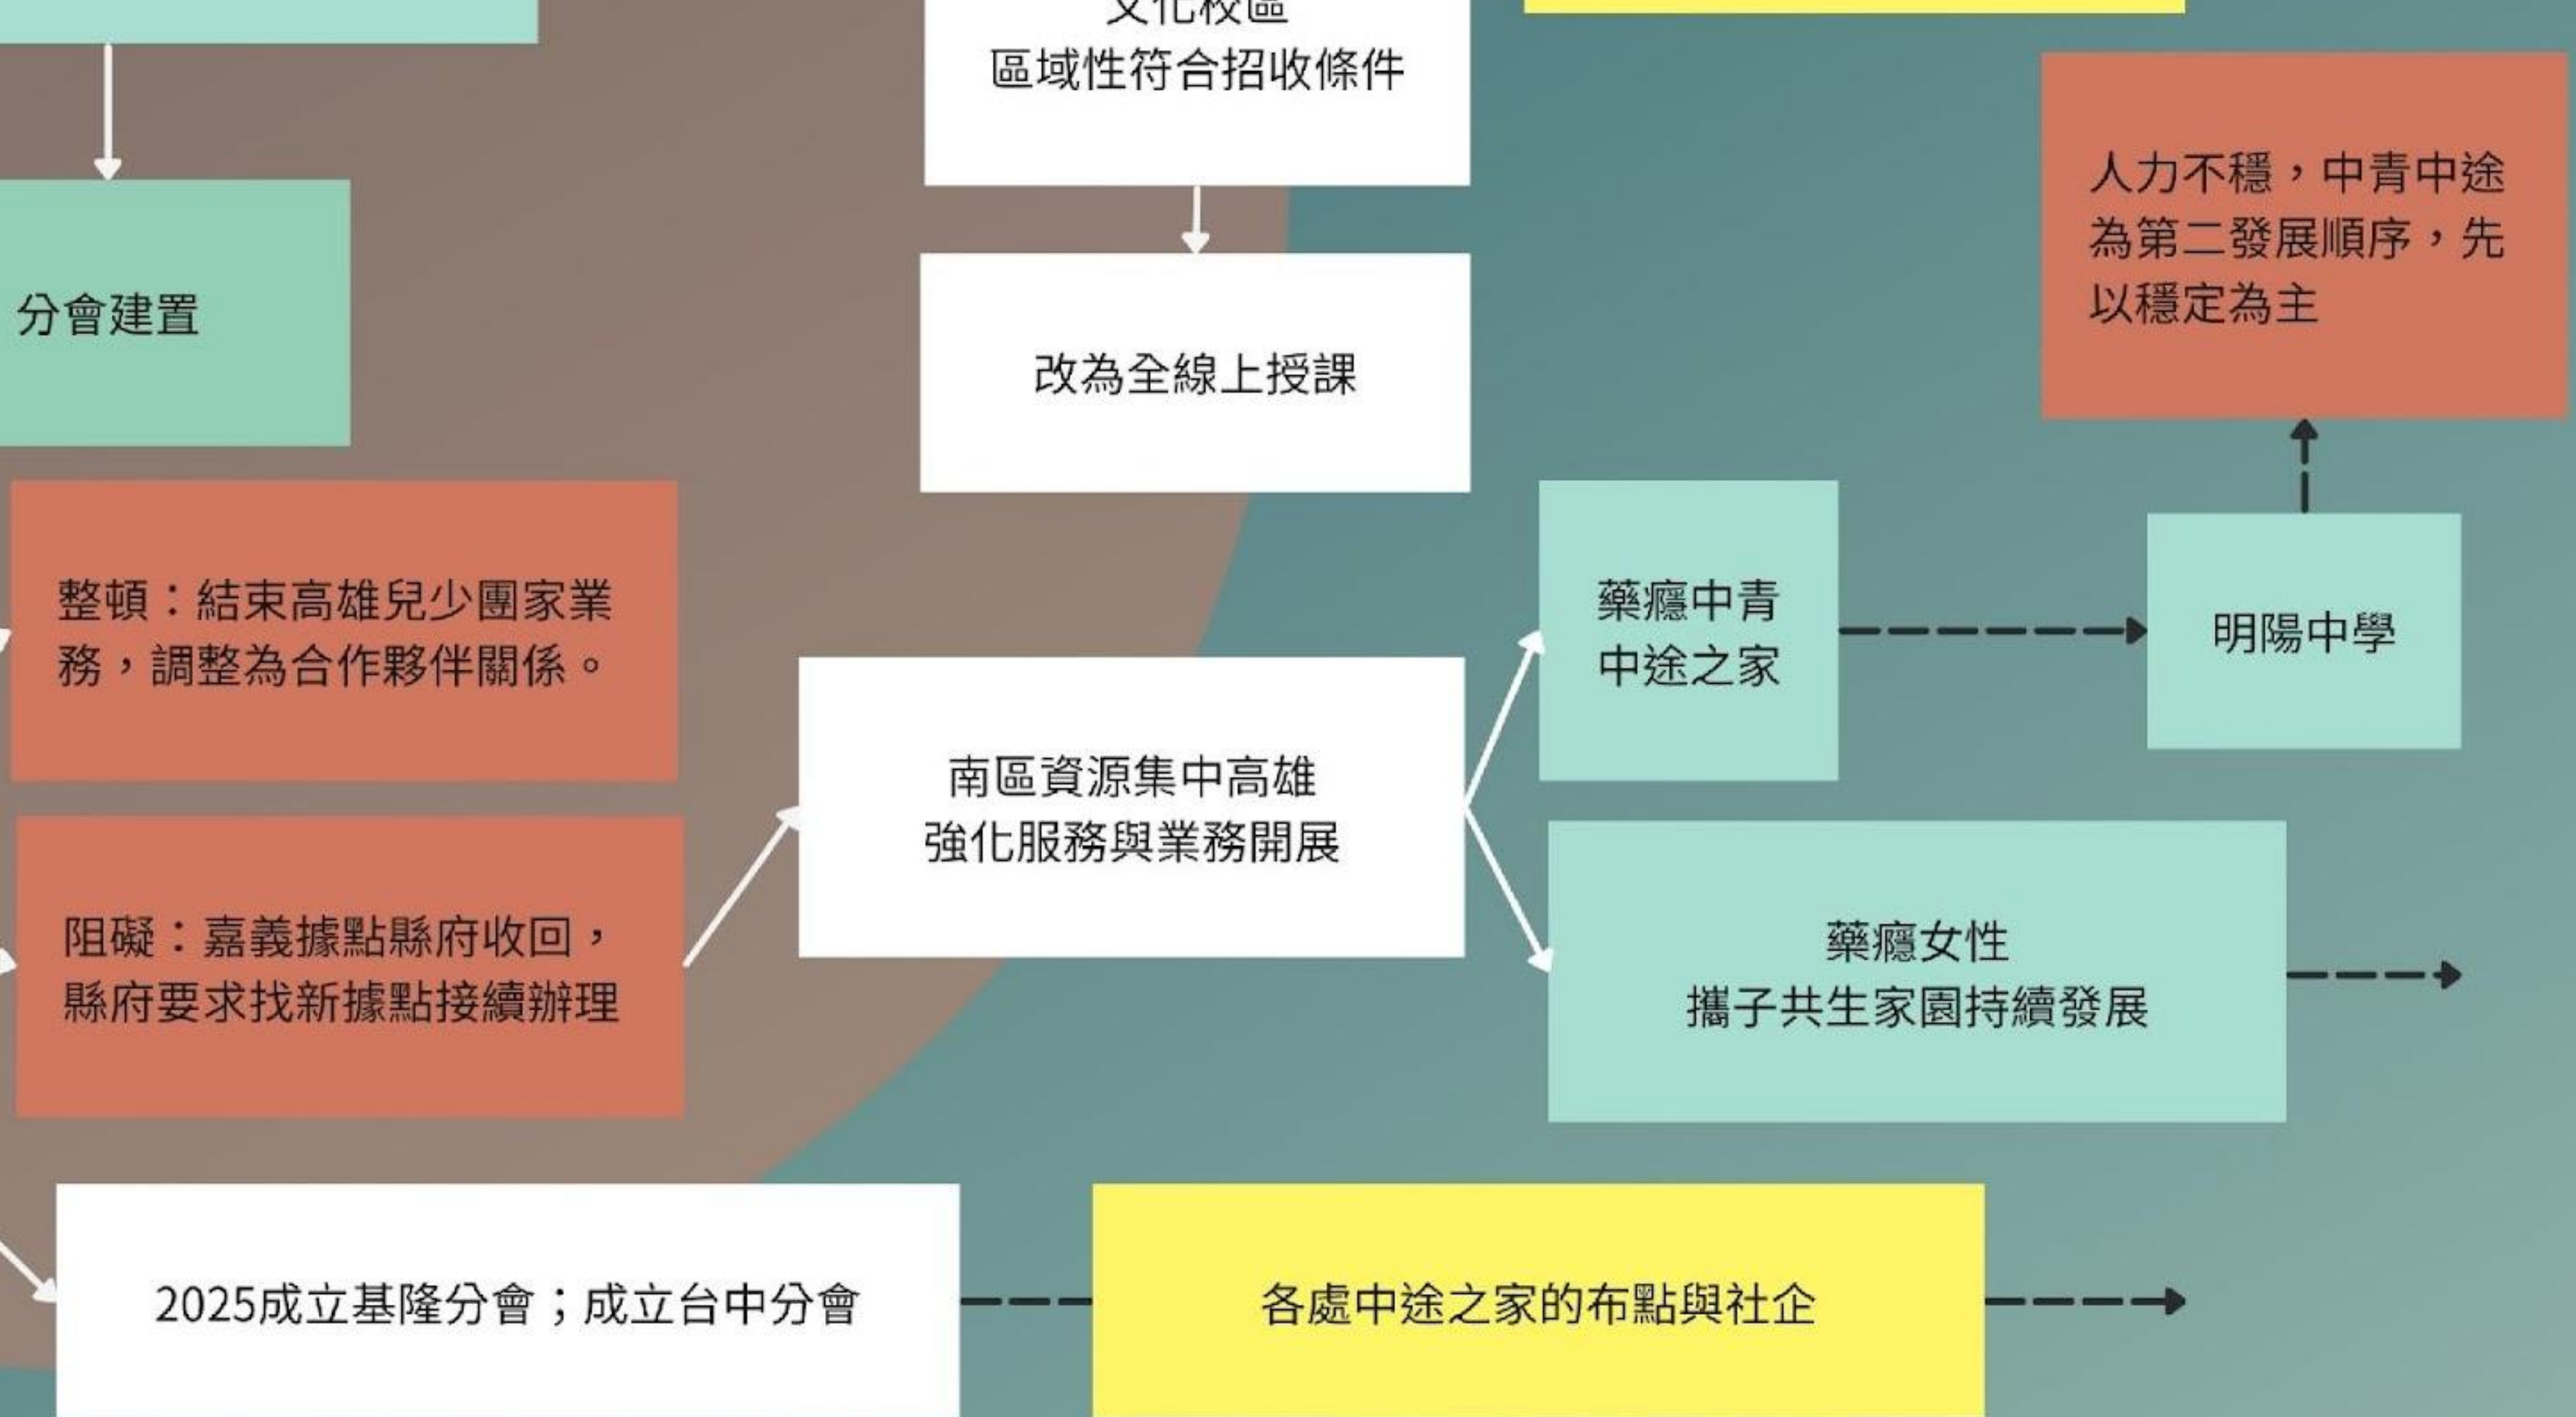 文化校區
區域性符合招收條件
人力不穩，中青中途
為第二發展順序，先
以穩定為主
分會建置
改為全線上授課
整頓：結束高雄兒少團家業
務，調整為合作夥伴關係。
藥癮中青
中途之家
明陽中學
南區資源集中高雄
強化服務與業務開展
阻礙：嘉義據點縣府收回，
縣府要求找新據點接續辦理
藥癮女性
攜子共生家園持續發展
2025成立基隆分會；成立台中分會
各處中途之家的布點與社企